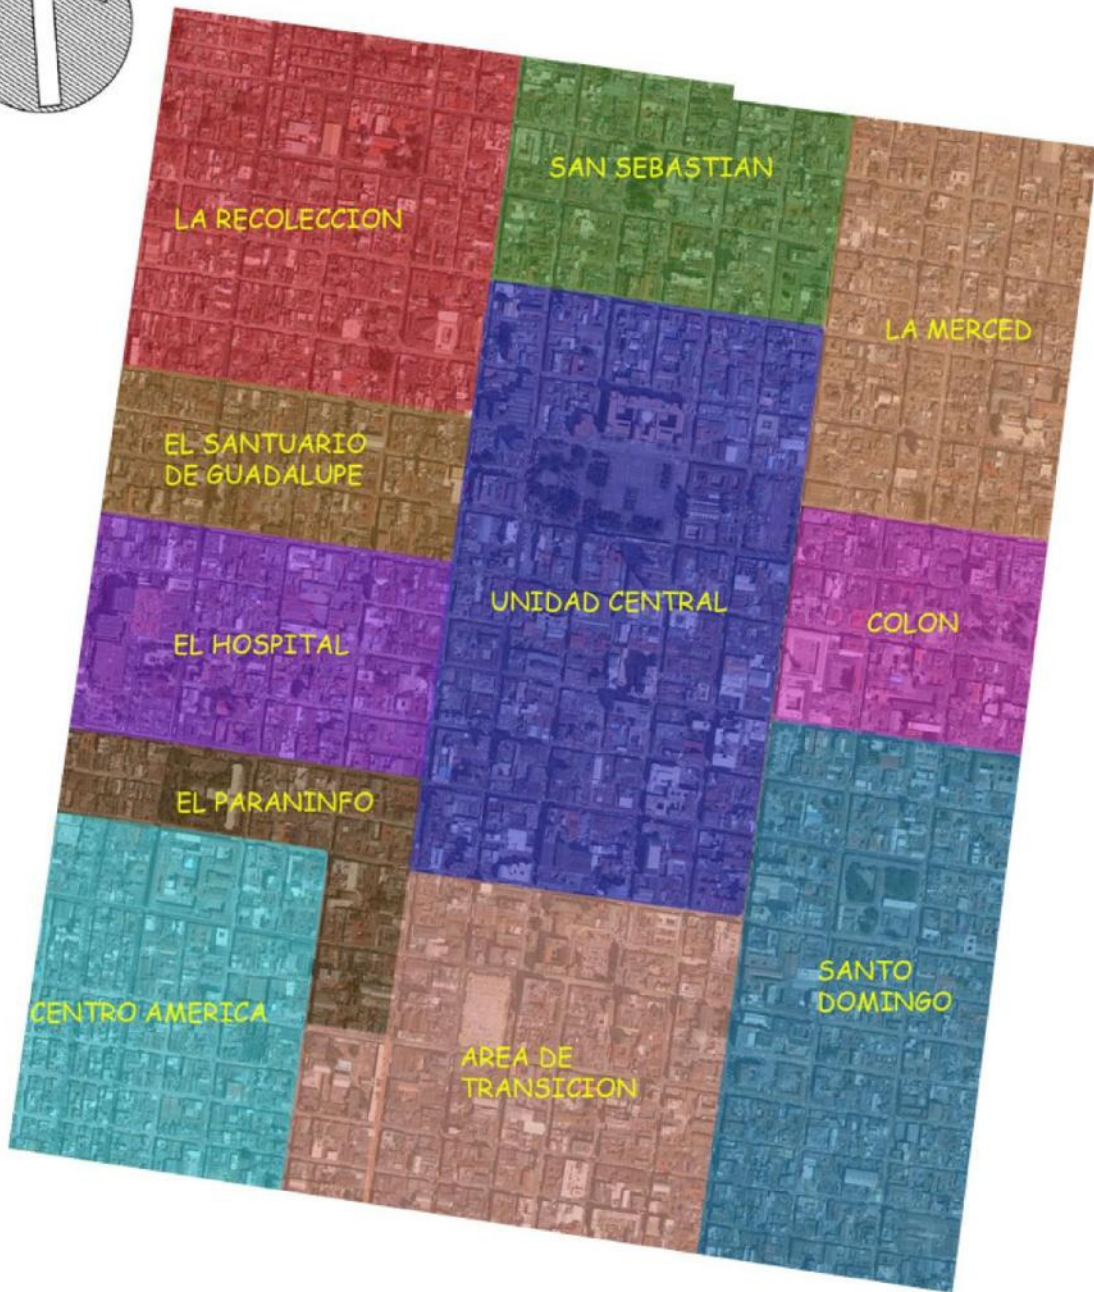 SAN SEBASTIAN
LA RECOLECCION
LA MERCED
EL SANTUARIO
DE GUADALUPE
UNIDAD CENTRAL
COLON
EL HOSPITAL
EL PARANINFO
SANTO
DOMINGO
CENTRO AMERICA
AREA DE
TRANSICION